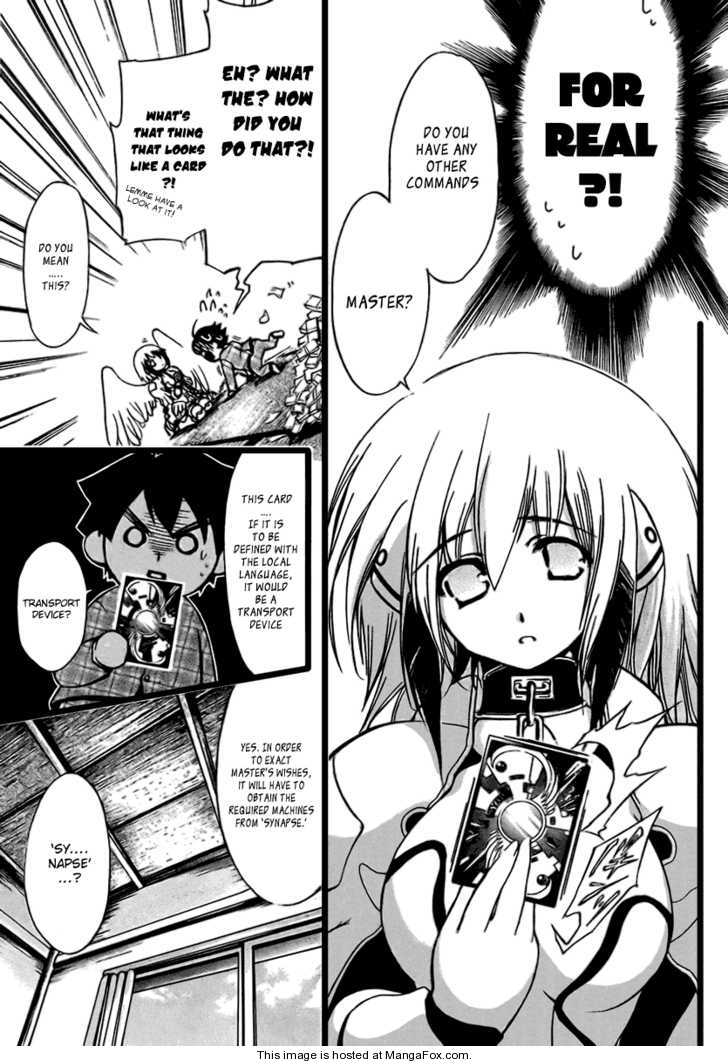 FOR
REAL
?!
DO YOU
HAVE ANY
OTHER
COMMANDS
MASTER?
EH? WHAT
THE? HOW
DID YOU
DO THAT?!
WHAT'S
THAT THING
THAT LOOKS
LIKE A CARD
?!
LEMME HAVE A
LOOK AT IT!
DO YOU
MEAN
.....
THIS?
THIS CARD
....
IF IT IS
TO BE
DEFINED WITH
THE LOCAL
LANGUAGE,
IT WOULD
BE A
TRANSPORT
DEVICE
TRANSPORT
DEVICE?
YES. IN ORDER
TO EXACT
MASTER'S WISHES,
IT WILL HAVE TO
OBTAIN THE
REQUIRED MACHINES
FROM 'SYNAPSE.'
'SY....
NAPSE'
...?
This image is hosted at MangaFox.com